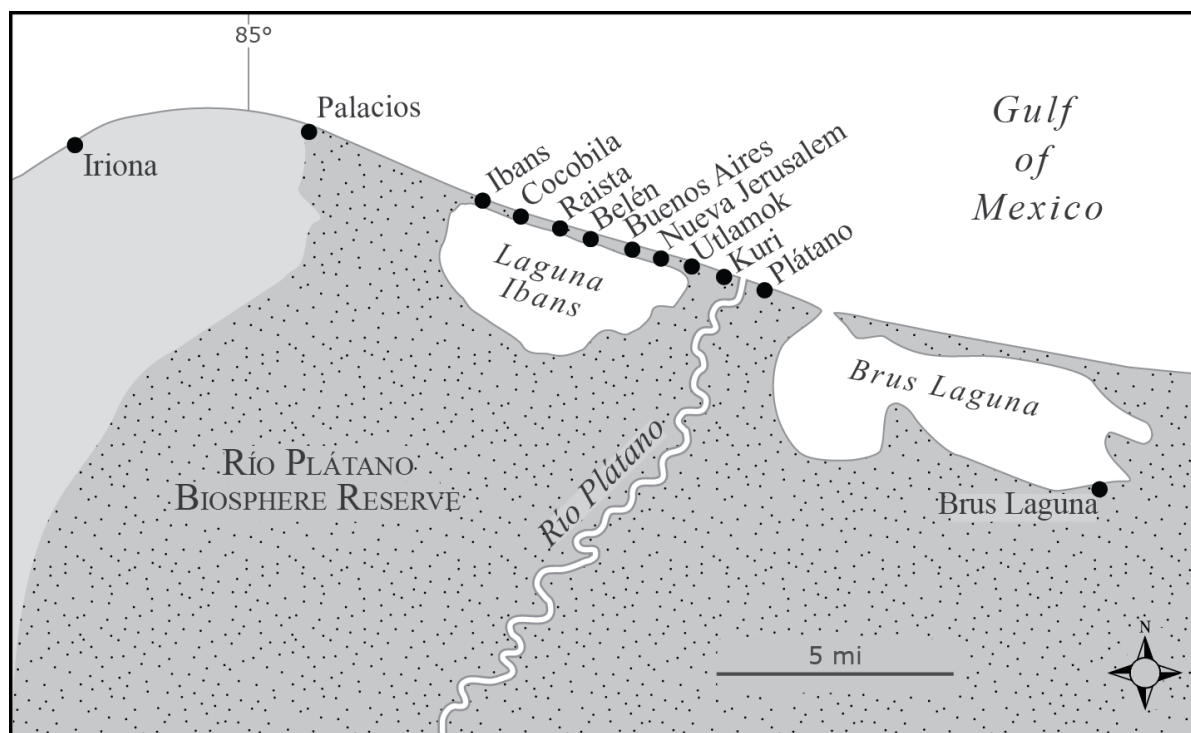 85°
Palacios
Iriona
Ibans
Cocobila
Raista
Belén
Buenos Aires
Nueva Jerusalem
Utlamok
Kuri
Plátano
Gulf
of
Mexico
Laguna
Ibans
Brus Laguna
Río Plátano
RÍO PLÁTANO
BIOSPHERE RESERVE
Brus Laguna
5 mi
N